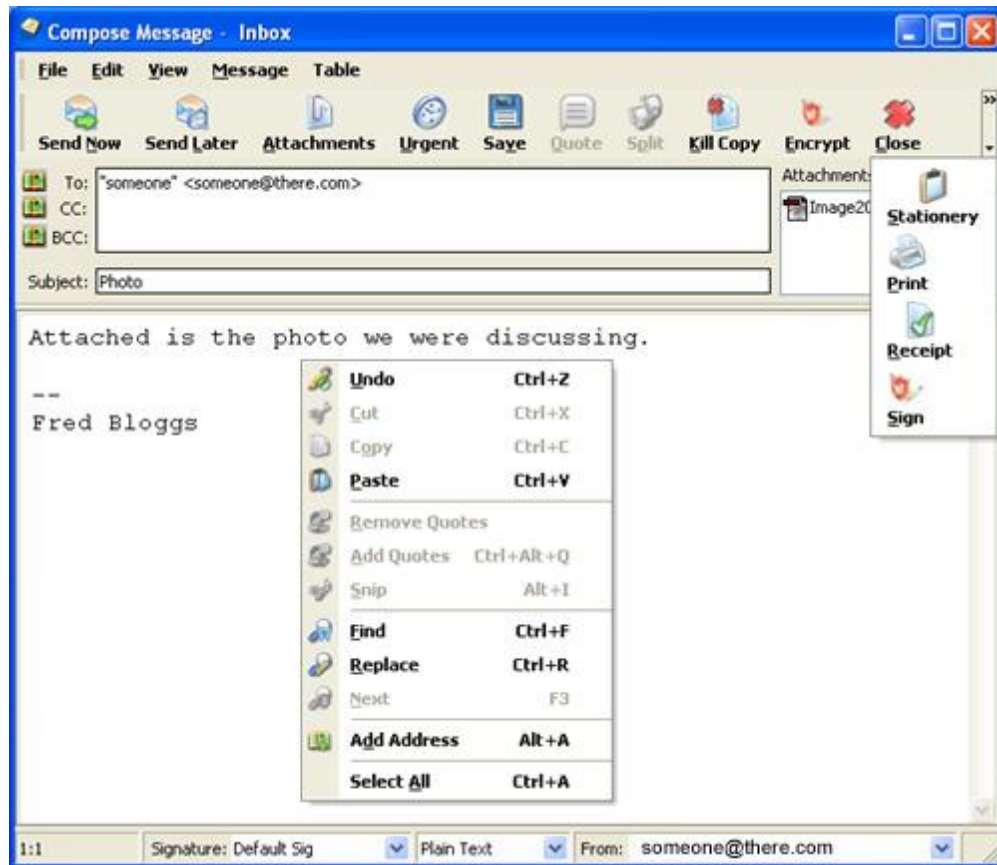 Compose Message - Inbox
File Edit View Message Table
Send Now Send Later Attachments Urgent Save Quote Split Kill Copy Encrypt Close
To: "someone" <someone@there.com>
CC:
BCC:
Attachment
Image20
Subject: Photo
Stationery
Print
Receipt
Sign
Attached is the photo we were discussing.
--
Fred Bloggs
Undo Ctrl+Z
Cut Ctrl+X
Copy Ctrl+C
Paste Ctrl+V
Remove Quotes
Add Quotes Ctrl+Alt+Q
Snip Alt+I
Find Ctrl+F
Replace Ctrl+R
Next F3
Add Address Alt+A
Select All Ctrl+A
1:1 Signature: Default Sig Plain Text From: someone@there.com